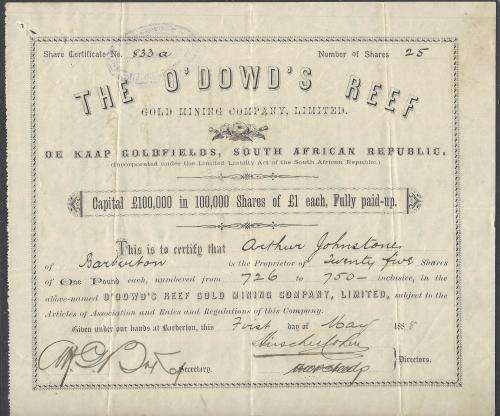 Share Certificate No. 833a Number of Shares 25
THE O'DOWD'S REEF
GOLD MINING COMPANY, LIMITED.
DE KAAP GOLDFIELDS, SOUTH AFRICAN REPUBLIC.
(Incorporated under the Limited Liability Act of the South African Republic.)
Capital £100,000 in 100,000 Shares of £1 each, Fully paid-up.
This is to certify that Arthur Johnstone
of Barberton is the Proprietor of Twenty five Shares
of One Pound each, numbered from 726 to 750 inclusive, in the
above-named O'DOWD'S REEF GOLD MINING COMPANY, LIMITED, subject to the
Articles of Association and Rules and Regulations of this Company.
Given under our hands at Barberton, this First day of May 1888
Secretary.
Directors.